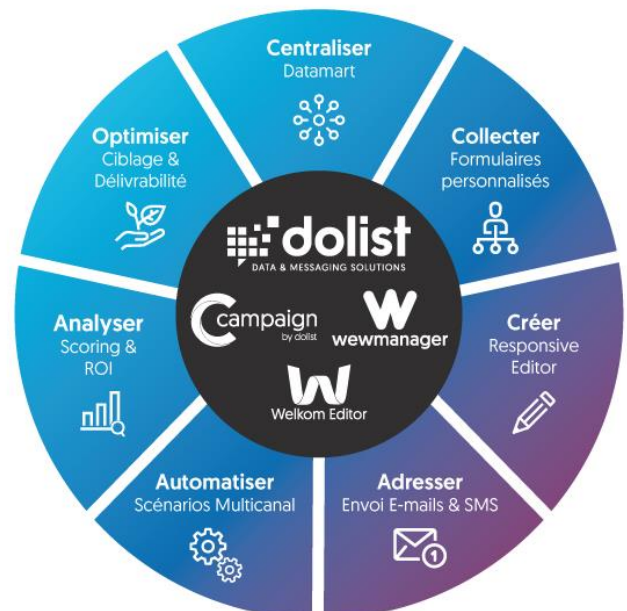 Centraliser
Datamart
Collecter
Formulaires
personnalisés
Créer
Responsive
Editor
Adresser
Envoi E-mails & SMS
1
Automatiser
Scénarios Multicanal
Analyser
Scoring &
ROI
Optimiser
Ciblage &
Délivrabilité
dolist
DATA & MESSAGING SOLUTIONS
Campaign
by dolist
W
wewmanager
W
Welkom Editor